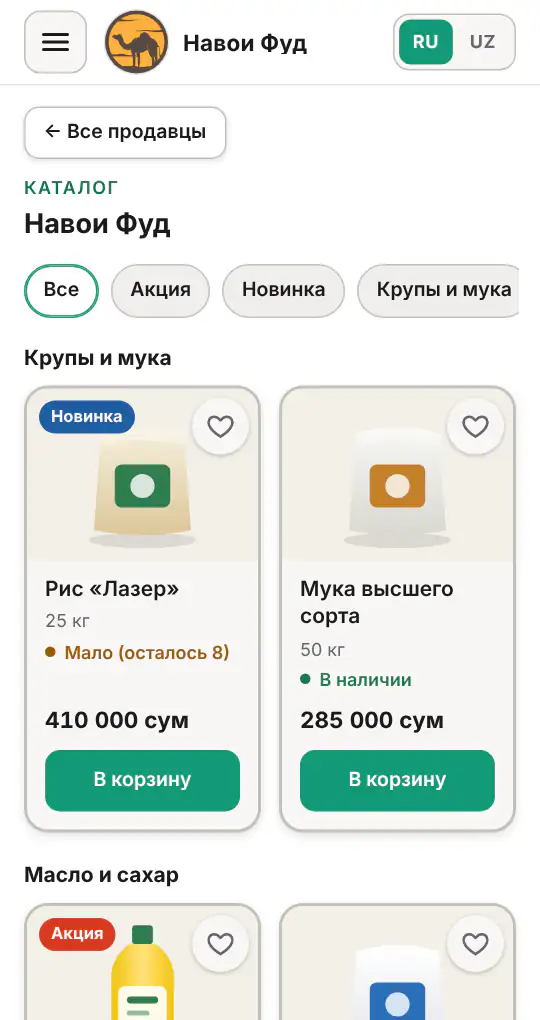 Навои Фуд
RU UZ
← Все продавцы
КАТАЛОГ
Навои Фуд
Все Акция Новинка Крупы и мука
Крупы и мука
Новинка
Рис «Лазер»
25 кг
Мало (осталось 8)
410 000 сум
В корзину
Мука высшего
сорта
50 кг
В наличии
285 000 сум
В корзину
Масло и сахар
Акция